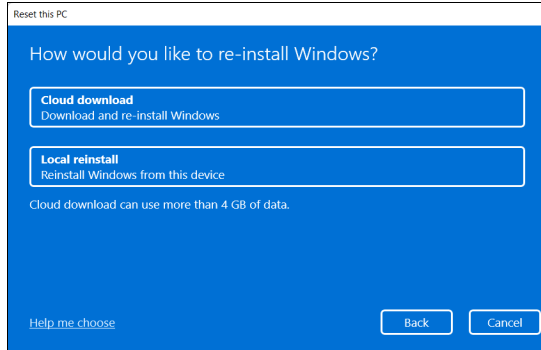 Reset this PC
How would you like to re-install Windows?
Cloud download
Download and re-install Windows
Local reinstall
Reinstall Windows from this device
Cloud download can use more than 4 GB of data.
Help me choose
Back
Cancel